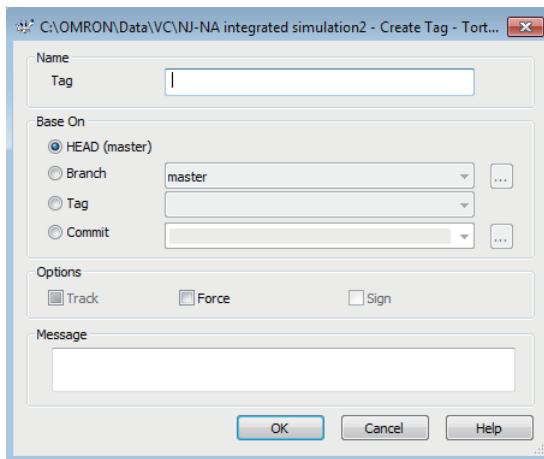 C:\OMRON\Data\VC\NJ-NA integrated simulation2 - Create Tag - Tort...
Name
Tag
Base On
HEAD (master)
Branch
master
...
Tag
Commit
...
Options
Track
Force
Sign
Message
OK
Cancel
Help